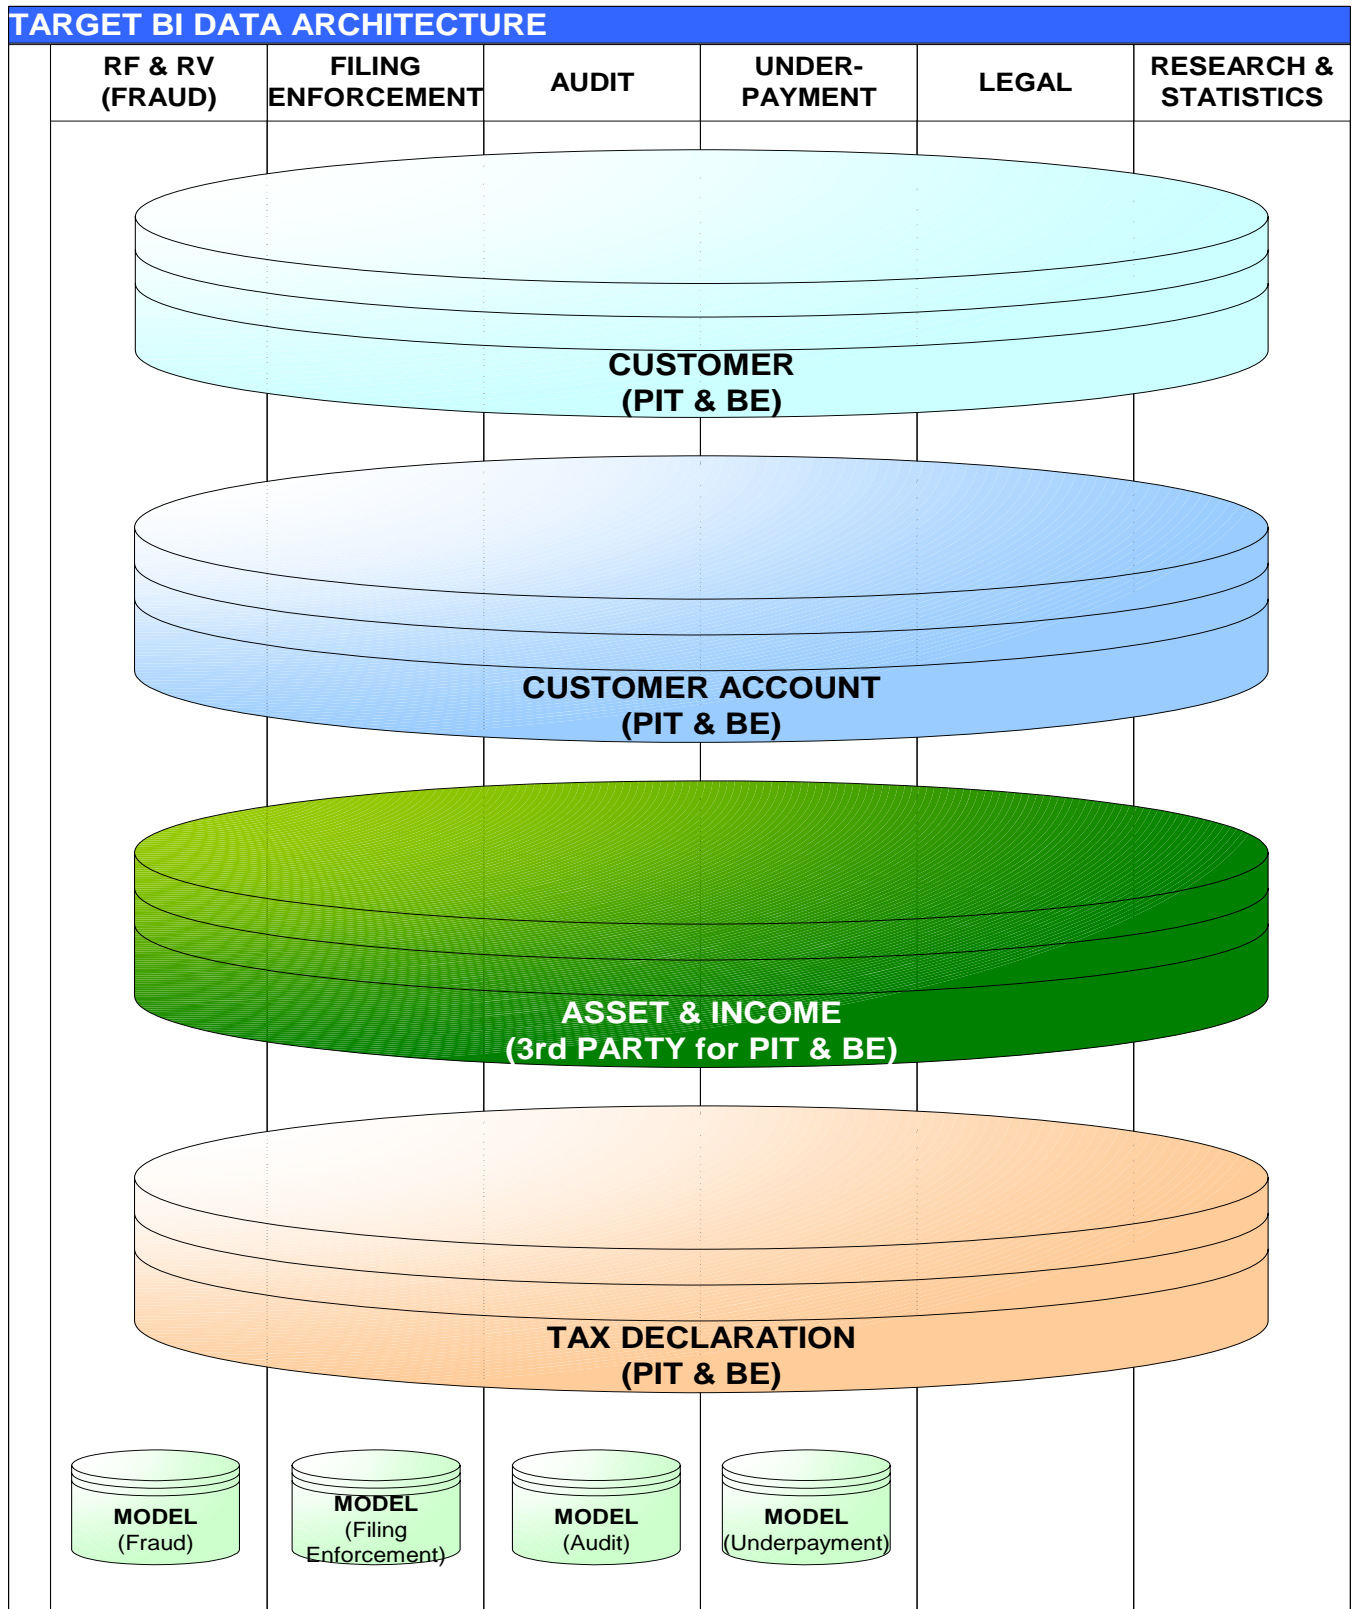 TARGET BI DATA ARCHITECTURE
RF & RV
(FRAUD)
FILING
ENFORCEMENT
AUDIT
UNDER-
PAYMENT
LEGAL
RESEARCH &
STATISTICS
CUSTOMER
(PIT & BE)
CUSTOMER ACCOUNT
(PIT & BE)
ASSET & INCOME
(3rd PARTY for PIT & BE)
TAX DECLARATION
(PIT & BE)
MODEL
(Fraud)
MODEL
(Filing
Enforcement)
MODEL
(Audit)
MODEL
(Underpayment)